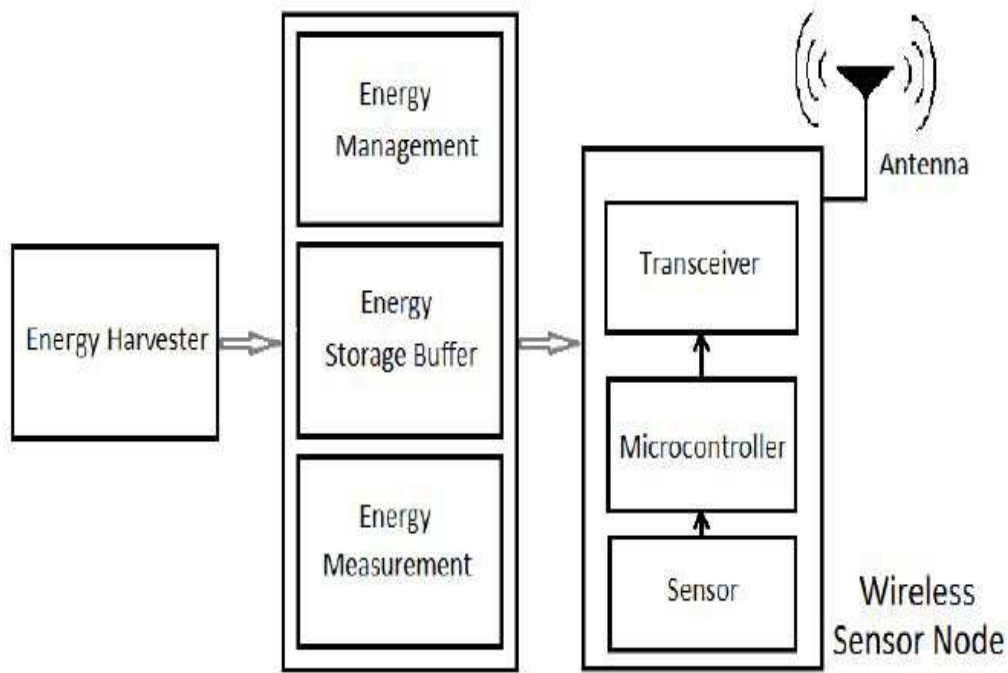 Energy Harvester
Energy
Management
Energy
Storage Buffer
Energy
Measurement
Transceiver
Microcontroller
Sensor
Antenna
Wireless
Sensor Node